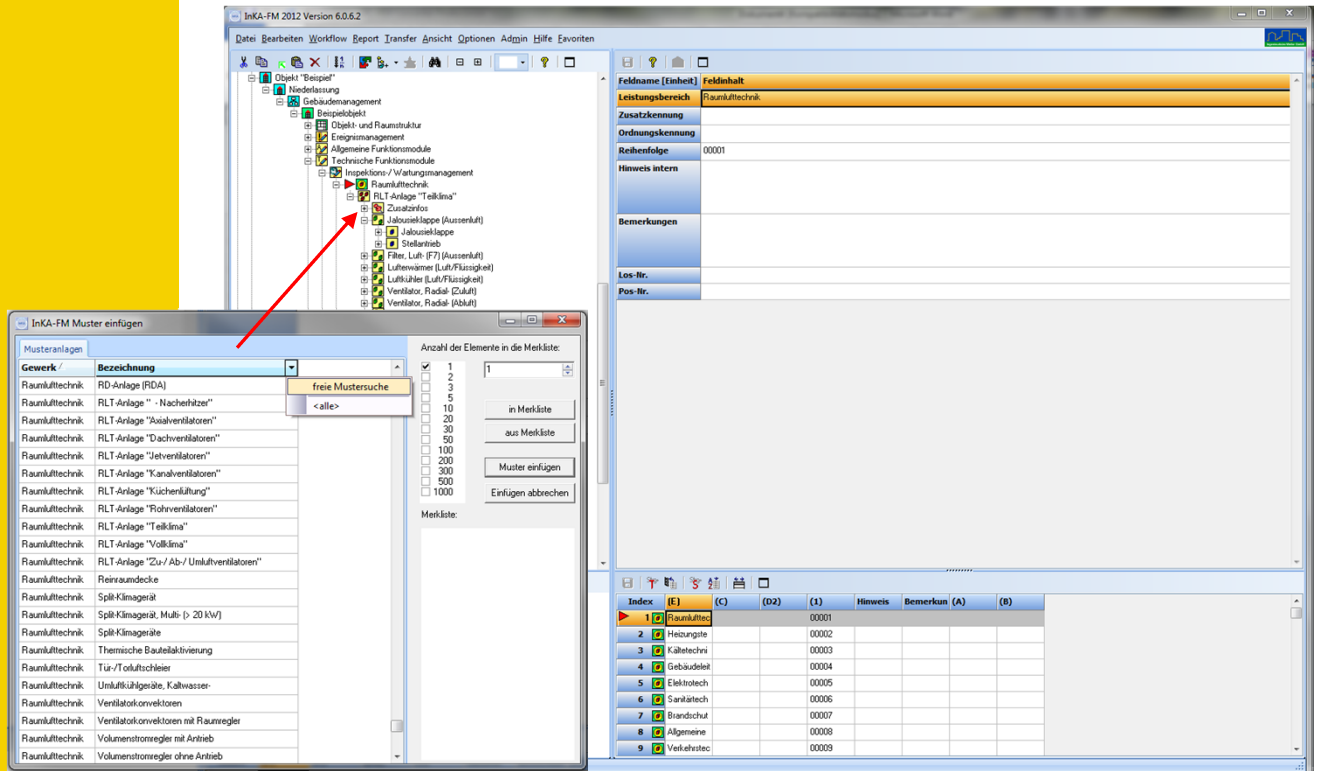 InKA-FM 2012 Version 6.0.6.2
Datei Bearbeiten Workflow Report Transfer Ansicht Optionen Admin Hilfe Favoriten
Objekt "Beispiel"
Niederlassung
Gebäudemanagement
Beispielobjekt
Objekt- und Raumstruktur
Ereignismanagement
Allgemeine Funktionsmodule
Technische Funktionsmodule
Inspektions-/ Wartungsmanagement
Raumlufttechnik
RLT-Anlage "Teilklima"
Zusatzinfos
Jalousieklappe (Aussenluft)
Jalousieklappe
Stellantrieb
Filter, Luft- (F7) (Aussenluft)
Lufterwärmer (Luft/Flüssigkeit)
Luftkühler (Luft/Flüssigkeit)
Ventilator, Radial- (Zuluft)
Ventilator, Radial- (Abluft)
Feldname [Einheit] Feldinhalt
Leistungsbereich Raumlufttechnik
Zusatzkennung
Ordnungskennung
Reihenfolge 00001
Hinweis intern
Bemerkungen
Los-Nr.
Pos-Nr.
InKA-FM Muster einfügen
Musteranlagen
Gewerk Bezeichnung
Raumlufttechnik RD-Anlage (RDA)
Raumlufttechnik RLT-Anlage " - Nacherhitzer"
Raumlufttechnik RLT-Anlage "Axialventilatoren"
Raumlufttechnik RLT-Anlage "Dachventilatoren"
Raumlufttechnik RLT-Anlage "Jetventilatoren"
Raumlufttechnik RLT-Anlage "Kanalventilatoren"
Raumlufttechnik RLT-Anlage "Küchenlüftung"
Raumlufttechnik RLT-Anlage "Rohrventilatoren"
Raumlufttechnik RLT-Anlage "Teilklima"
Raumlufttechnik RLT-Anlage "Vollklima"
Raumlufttechnik RLT-Anlage "Zu-/ Ab-/ Umluftventilatoren"
Raumlufttechnik Reinraumdecke
Raumlufttechnik Split-Klimagerät
Raumlufttechnik Split-Klimagerät, Multi- (> 20 kW)
Raumlufttechnik Split-Klimageräte
Raumlufttechnik Thermische Bauteilaktivierung
Raumlufttechnik Tür-/Torluftschleier
Raumlufttechnik Umluftkühlgeräte, Kaltwasser-
Raumlufttechnik Ventilatorkonvektoren
Raumlufttechnik Ventilatorkonvektoren mit Raumregler
Raumlufttechnik Volumenstromregler mit Antrieb
Raumlufttechnik Volumenstromregler ohne Antrieb
freie Mustersuche
<alle>
Anzahl der Elemente in die Merkliste:
1
2
3
5
10
20
30
50
100
200
300
500
1000
1
in Merkliste
aus Merkliste
Muster einfügen
Einfügen abbrechen
Merkliste:
Index (E) (C) (D2) (1) Hinweis Bemerkun (A) (B)
1 Raumlufttec 00001
2 Heizungste 00002
3 Kältetechni 00003
4 Gebäudeleit 00004
5 Elektrotech 00005
6 Sanitärtech 00006
7 Brandschut 00007
8 Allgemeine 00008
9 Verkehrstec 00009